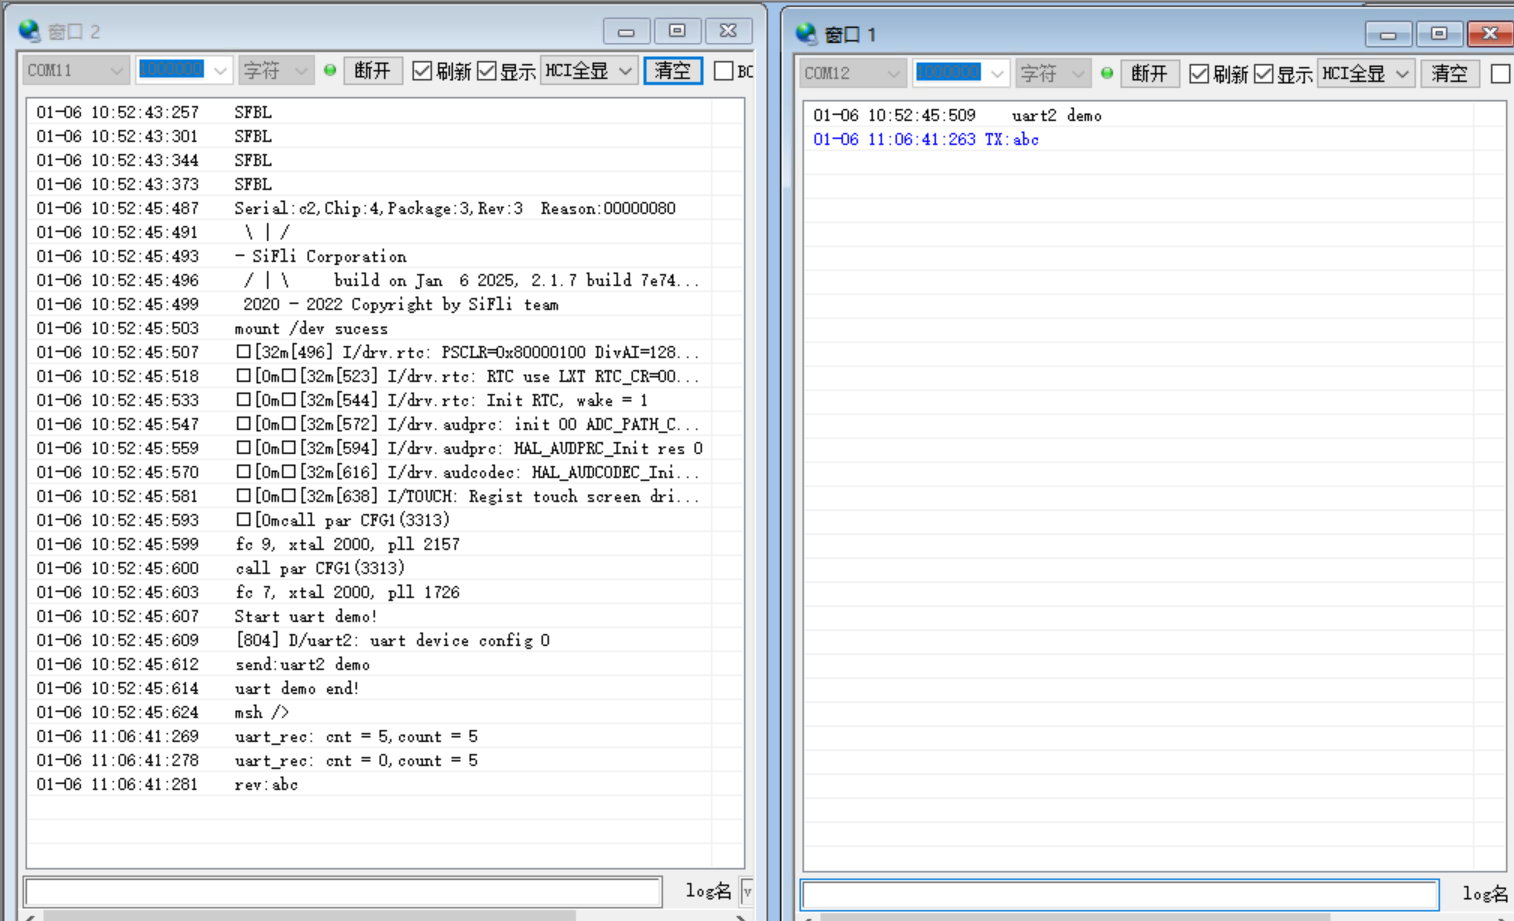 窗口 2
COM11 1000000 字符 断开 刷新 显示 HCI全显 清空
01-06 10:52:43:257 SFBL
01-06 10:52:43:301 SFBL
01-06 10:52:43:344 SFBL
01-06 10:52:43:373 SFBL
01-06 10:52:45:487 Serial:c2,Chip:4,Package:3,Rev:3 Reason:00000080
01-06 10:52:45:491 \ | /
01-06 10:52:45:493 - SiFli Corporation
01-06 10:52:45:496 / | \ build on Jan 6 2025, 2.1.7 build 7e74...
01-06 10:52:45:499 2020 - 2022 Copyright by SiFli team
01-06 10:52:45:503 mount /dev sucess
01-06 10:52:45:507 □[32m[496] I/drv.rtc: PSCLR=0x80000100 DivAI=128...
01-06 10:52:45:518 □[0m□[32m[523] I/drv.rtc: RTC use LXT RTC_CR=00...
01-06 10:52:45:533 □[0m□[32m[544] I/drv.rtc: Init RTC, wake = 1
01-06 10:52:45:547 □[0m□[32m[572] I/drv.audprc: init 00 ADC_PATH_C...
01-06 10:52:45:559 □[0m□[32m[594] I/drv.audprc: HAL_AUDPRC_Init res 0
01-06 10:52:45:570 □[0m□[32m[616] I/drv.audcodec: HAL_AUDCODEC_Ini...
01-06 10:52:45:581 □[0m□[32m[638] I/TOUCH: Regist touch screen dri...
01-06 10:52:45:593 □[0mcall par CFG1(3313)
01-06 10:52:45:599 fc 9, xtal 2000, pll 2157
01-06 10:52:45:600 call par CFG1(3313)
01-06 10:52:45:603 fc 7, xtal 2000, pll 1726
01-06 10:52:45:607 Start uart demo!
01-06 10:52:45:609 [804] D/uart2: uart device config 0
01-06 10:52:45:612 send:uart2 demo
01-06 10:52:45:614 uart demo end!
01-06 10:52:45:624 msh />
01-06 11:06:41:269 uart_rec: cnt = 5,count = 5
01-06 11:06:41:278 uart_rec: cnt = 0,count = 5
01-06 11:06:41:281 rev:abc
log名
窗口 1
COM12 1000000 字符 断开 刷新 显示 HCI全显 清空
01-06 10:52:45:509 uart2 demo
01-06 11:06:41:263 TX:abc
log名